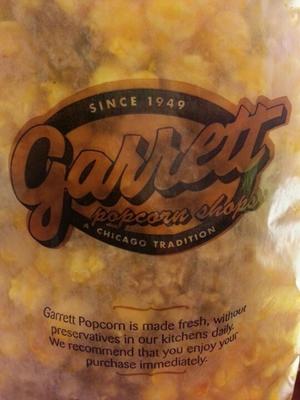 SINCE 1949
Garrett
popcorn shops
A CHICAGO TRADITION
Garrett Popcorn is made fresh, without
preservatives in our kitchens daily.
We recommend that you enjoy your
purchase immediately.